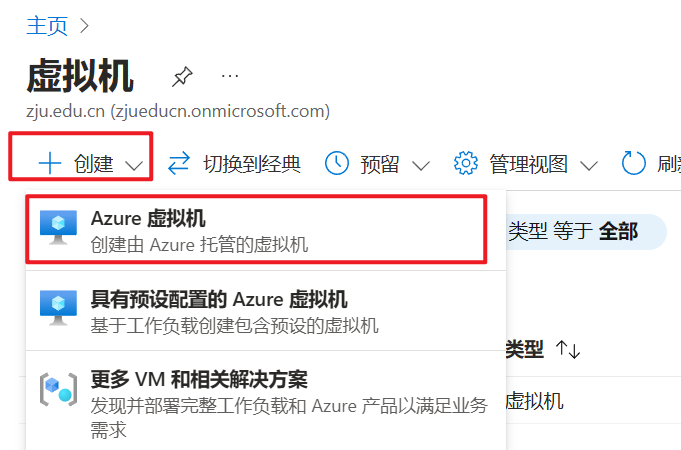 主页 >
虚拟机
zju.edu.cn (zjueducn.onmicrosoft.com)
创建 切换到经典 预留 管理视图
Azure 虚拟机
创建由 Azure 托管的虚拟机
类型 等于 全部
具有预设配置的 Azure 虚拟机
基于工作负载创建包含预设的虚拟机
类型 ↑↓
更多 VM 和相关解决方案
发现并部署完整工作负载和 Azure 产品以满足业务
需求
虚拟机